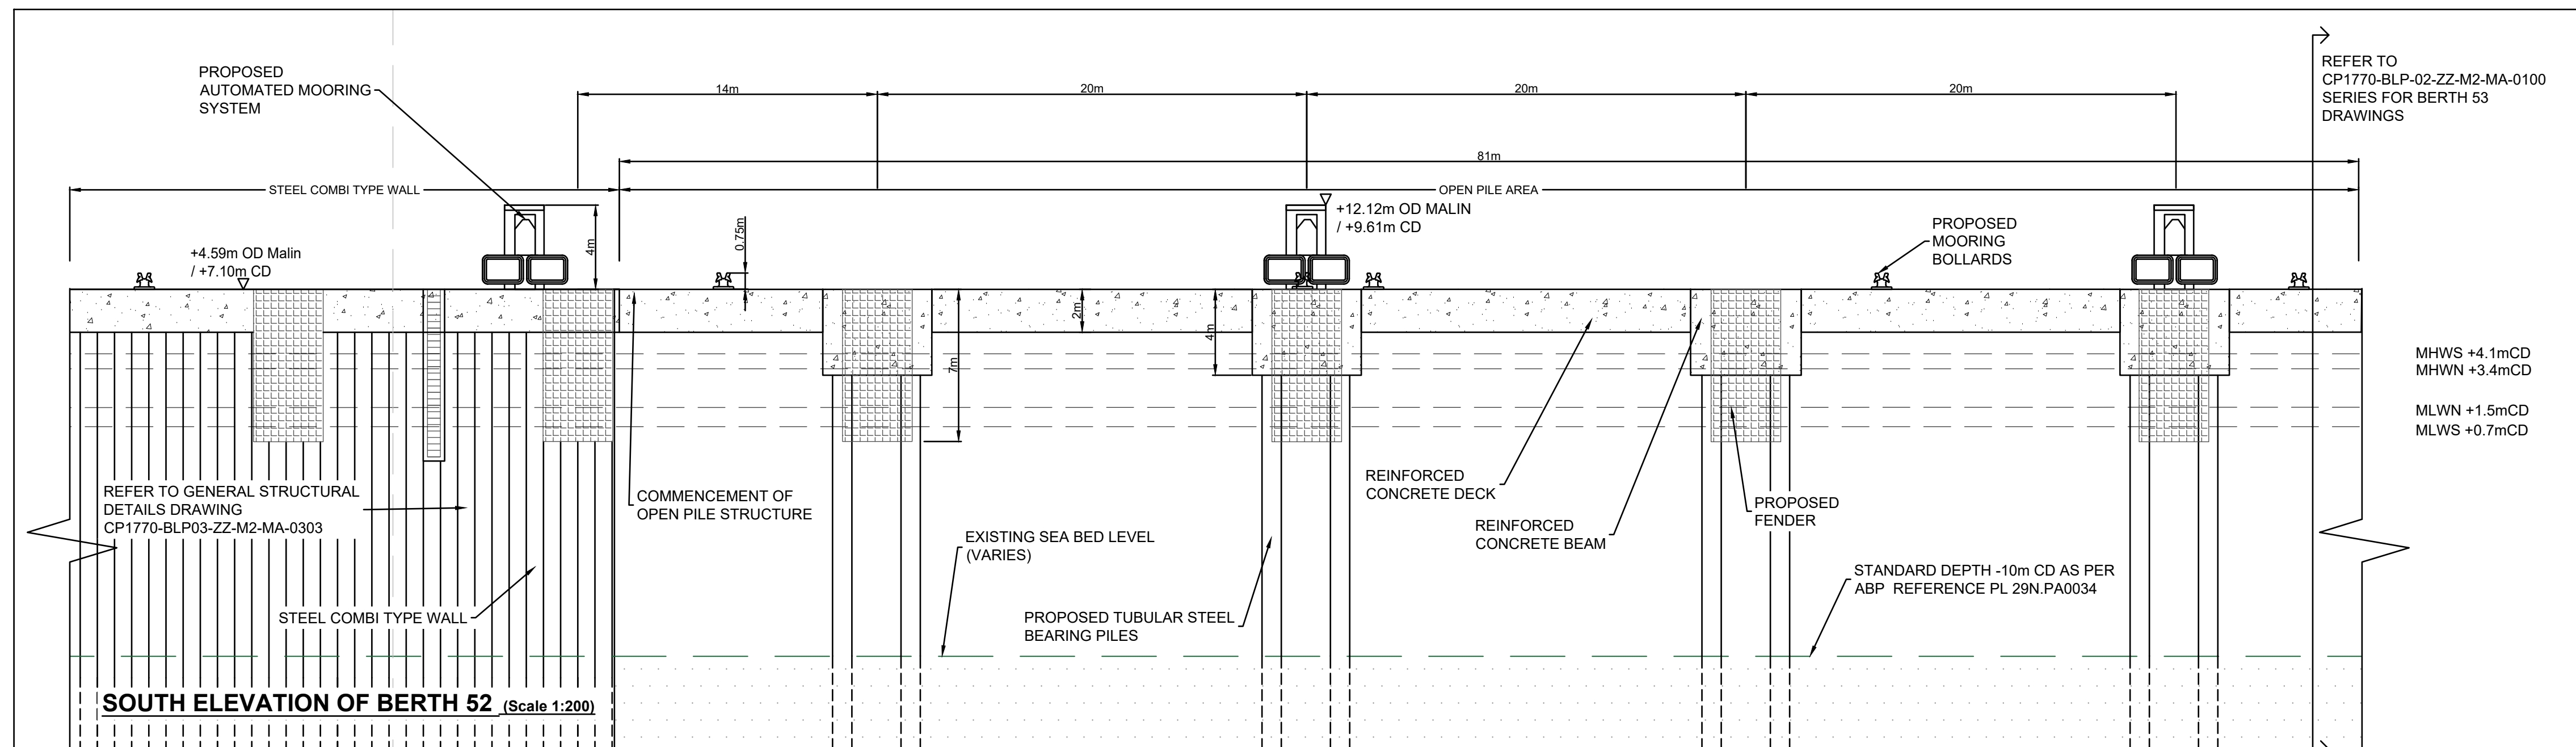 PROPOSED
AUTOMATED MOORING
SYSTEM
14m
20m
20m
20m
REFER TO
CP1770-BLP-02-ZZ-M2-MA-0100
SERIES FOR BERTH 53
DRAWINGS
81m
STEEL COMBI TYPE WALL
OPEN PILE AREA
+4.59m OD Malin
/ +7.10m CD
4m
0.75m
+12.12m OD MALIN
/ +9.61m CD
PROPOSED
MOORING
BOLLARDS
2m
4m
7m
MHWS +4.1mCD
MHWN +3.4mCD
MLWN +1.5mCD
MLWS +0.7mCD
REFER TO GENERAL STRUCTURAL
DETAILS DRAWING
CP1770-BLP03-ZZ-M2-MA-0303
COMMENCEMENT OF
OPEN PILE STRUCTURE
REINFORCED
CONCRETE DECK
REINFORCED
CONCRETE BEAM
PROPOSED
FENDER
EXISTING SEA BED LEVEL
(VARIES)
STANDARD DEPTH -10m CD AS PER
ABP REFERENCE PL 29N.PA0034
STEEL COMBI TYPE WALL
PROPOSED TUBULAR STEEL
BEARING PILES
SOUTH ELEVATION OF BERTH 52 (Scale 1:200)